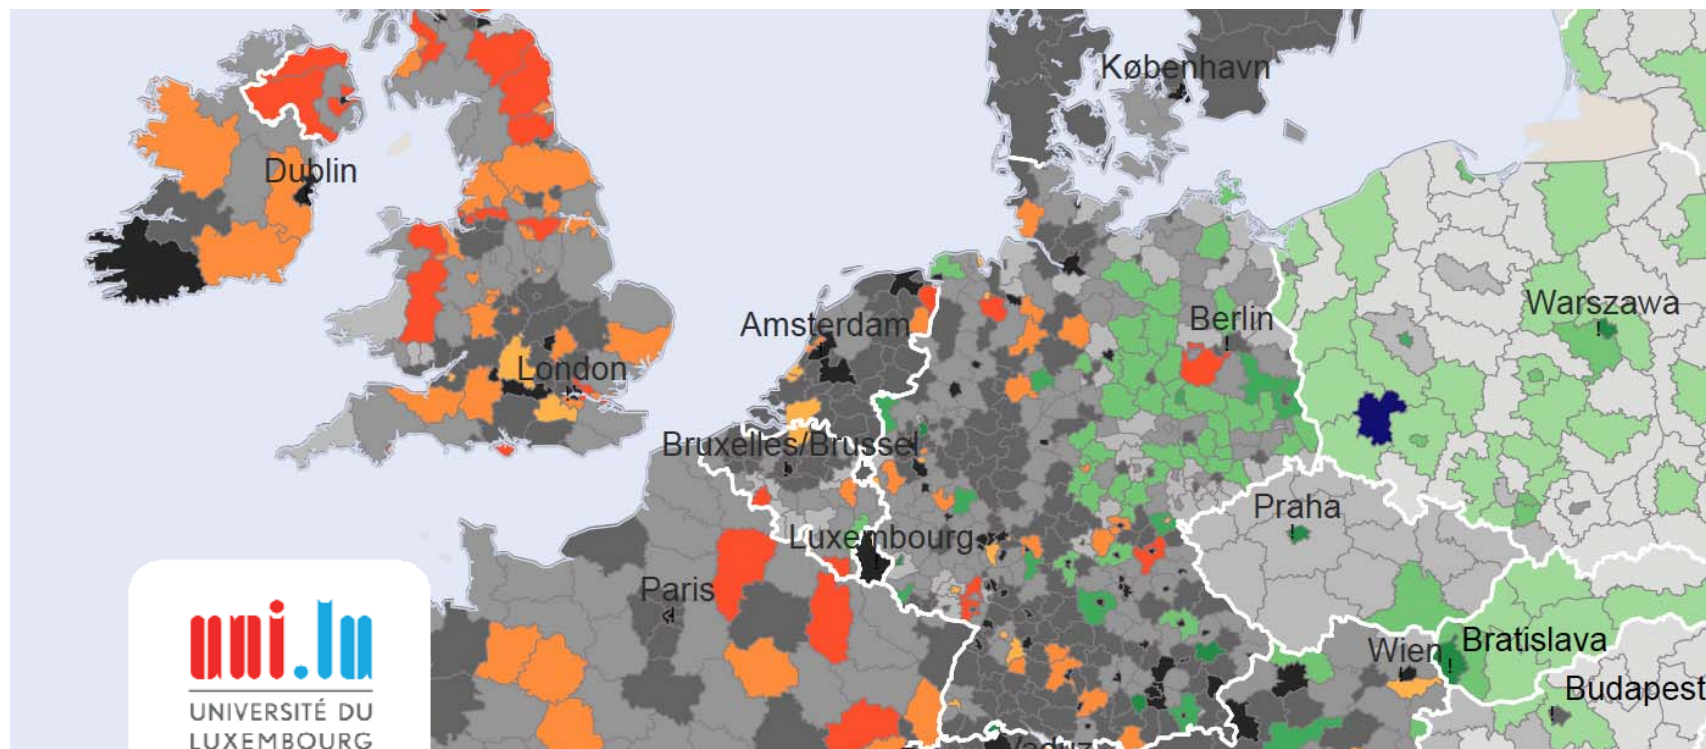 København
Dublin
Warszawa
Amsterdam
Berlin
London
Bruxelles/Brussel
Praha
Luxembourg
Paris
Bratislava
Wien
Budapest
Vaduz
uni.lu
UNIVERSITÉ DU
LUXEMBOURG